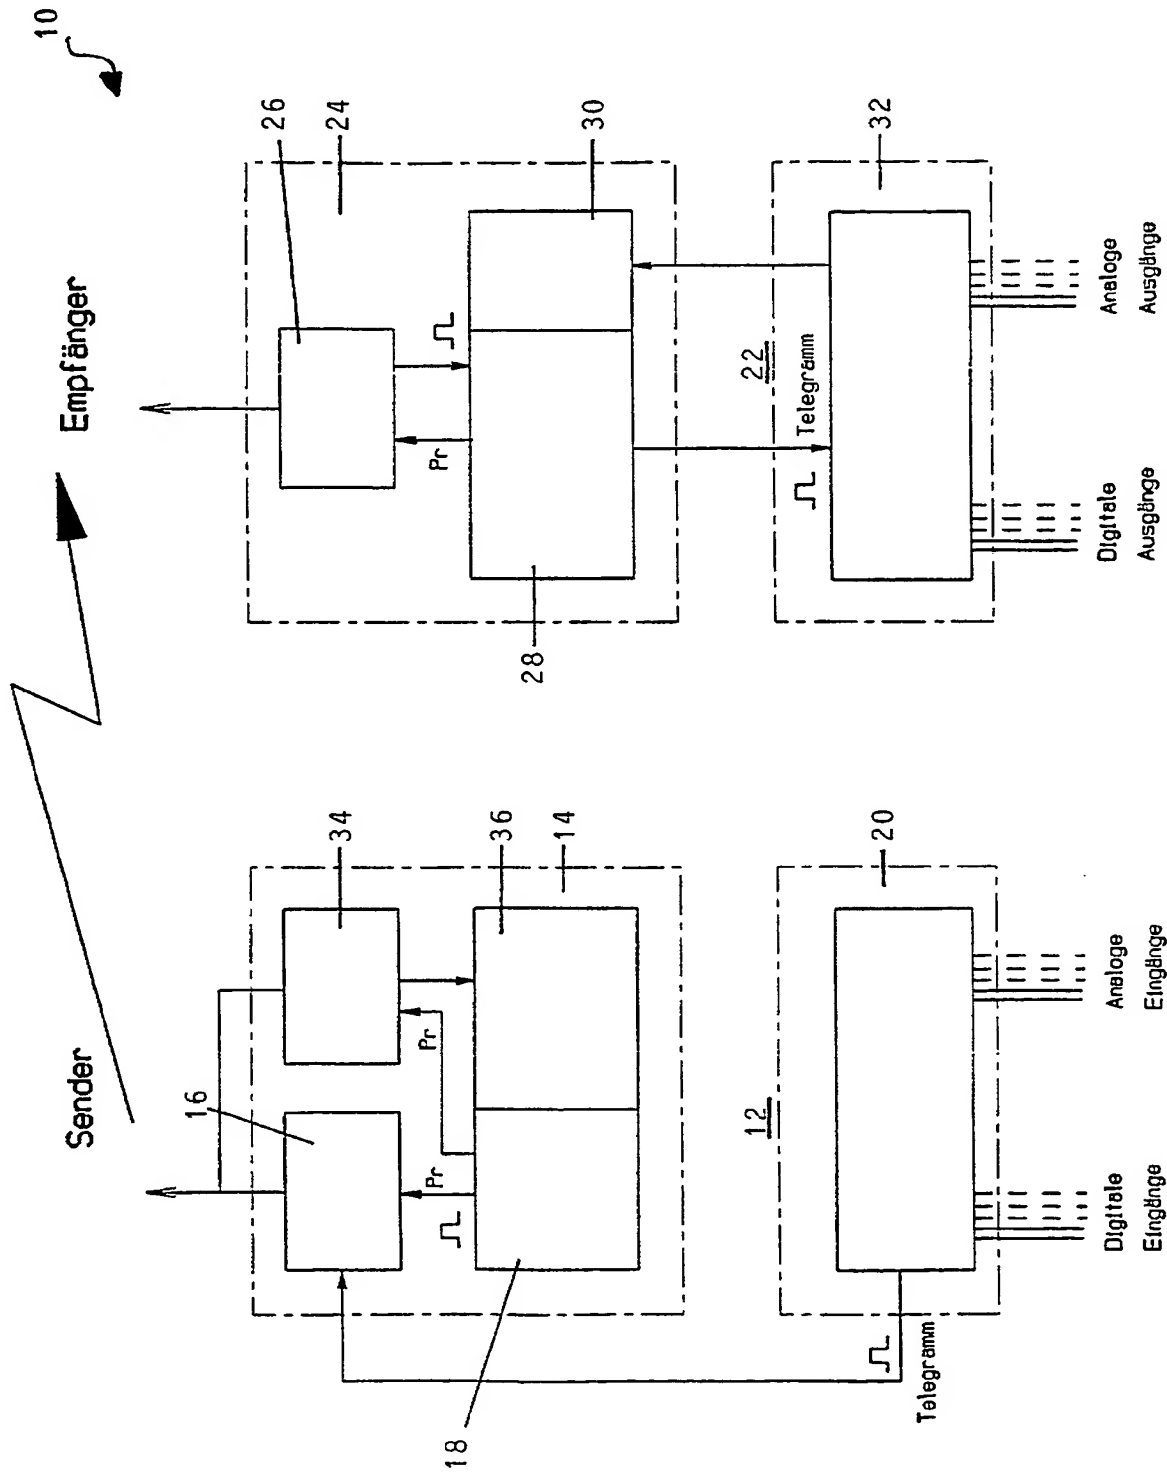 10
Sender
Empfänger
16
34
36
14
Pr
Pr
18
12
20
Telegramm
Digitale
Eingänge
Analoge
Eingänge
26
24
30
Pr
28
22
Telegramm
32
Digitale
Ausgänge
Analoge
Ausgänge